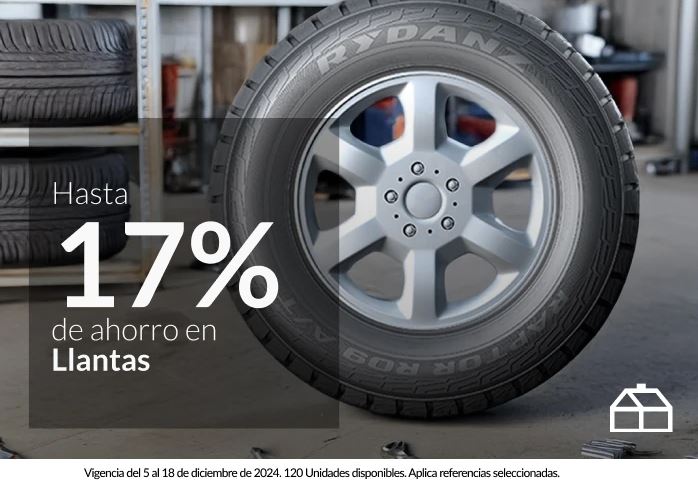 RYDANZ
Hasta
17%
de ahorro en
Llantas
RAPTOR R09 A/T
Vigencia del 5 al 18 de diciembre de 2024. 120 Unidades disponibles. Aplica referencias seleccionadas.